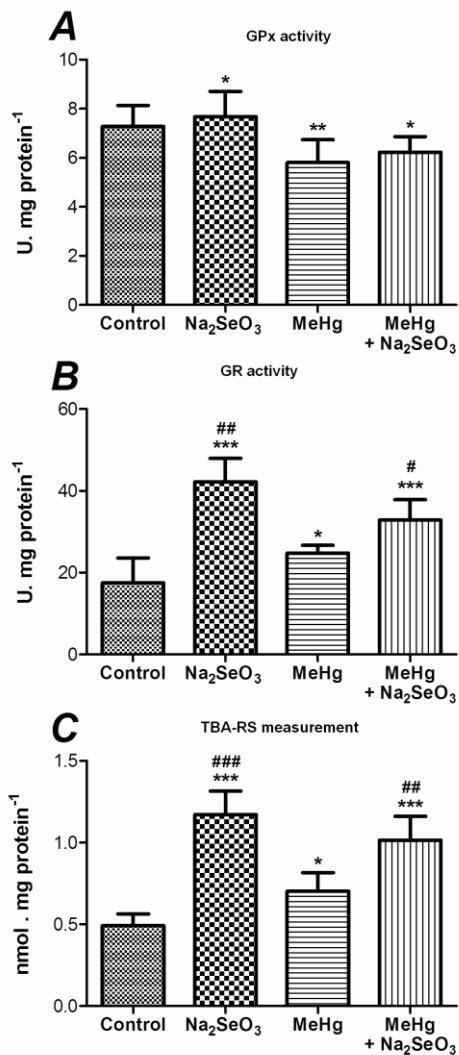 A
GPx activity
U. mg protein⁻¹
10
8
6
4
2
0
*
**
*
Control
Na₂SeO₃
MeHg
MeHg
+ Na₂SeO₃
B
GR activity
U. mg protein⁻¹
60
40
20
0
##
***
*
#
***
Control
Na₂SeO₃
MeHg
MeHg
+ Na₂SeO₃
C
TBA-RS measurement
nmol . mg protein⁻¹
1.5
1.0
0.5
0.0
###
***
*
##
***
Control
Na₂SeO₃
MeHg
MeHg
+ Na₂SeO₃